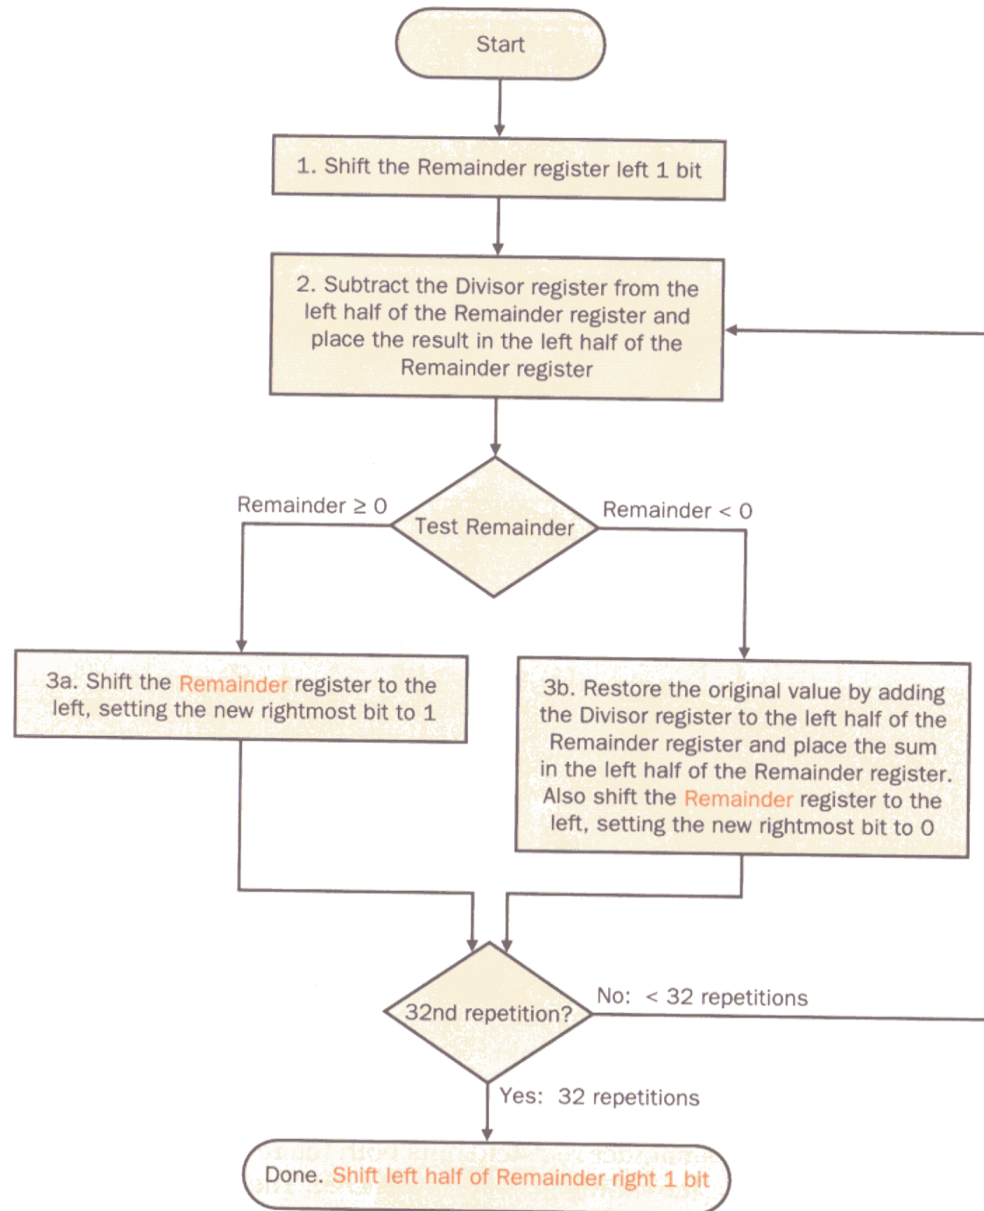 Start
1. Shift the Remainder register left 1 bit
2. Subtract the Divisor register from the
left half of the Remainder register and
place the result in the left half of the
Remainder register
Remainder ≥ 0
Test Remainder
Remainder < 0
3a. Shift the Remainder register to the
left, setting the new rightmost bit to 1
3b. Restore the original value by adding
the Divisor register to the left half of the
Remainder register and place the sum
in the left half of the Remainder register.
Also shift the Remainder register to the
left, setting the new rightmost bit to 0
32nd repetition?
No: < 32 repetitions
Yes: 32 repetitions
Done. Shift left half of Remainder right 1 bit